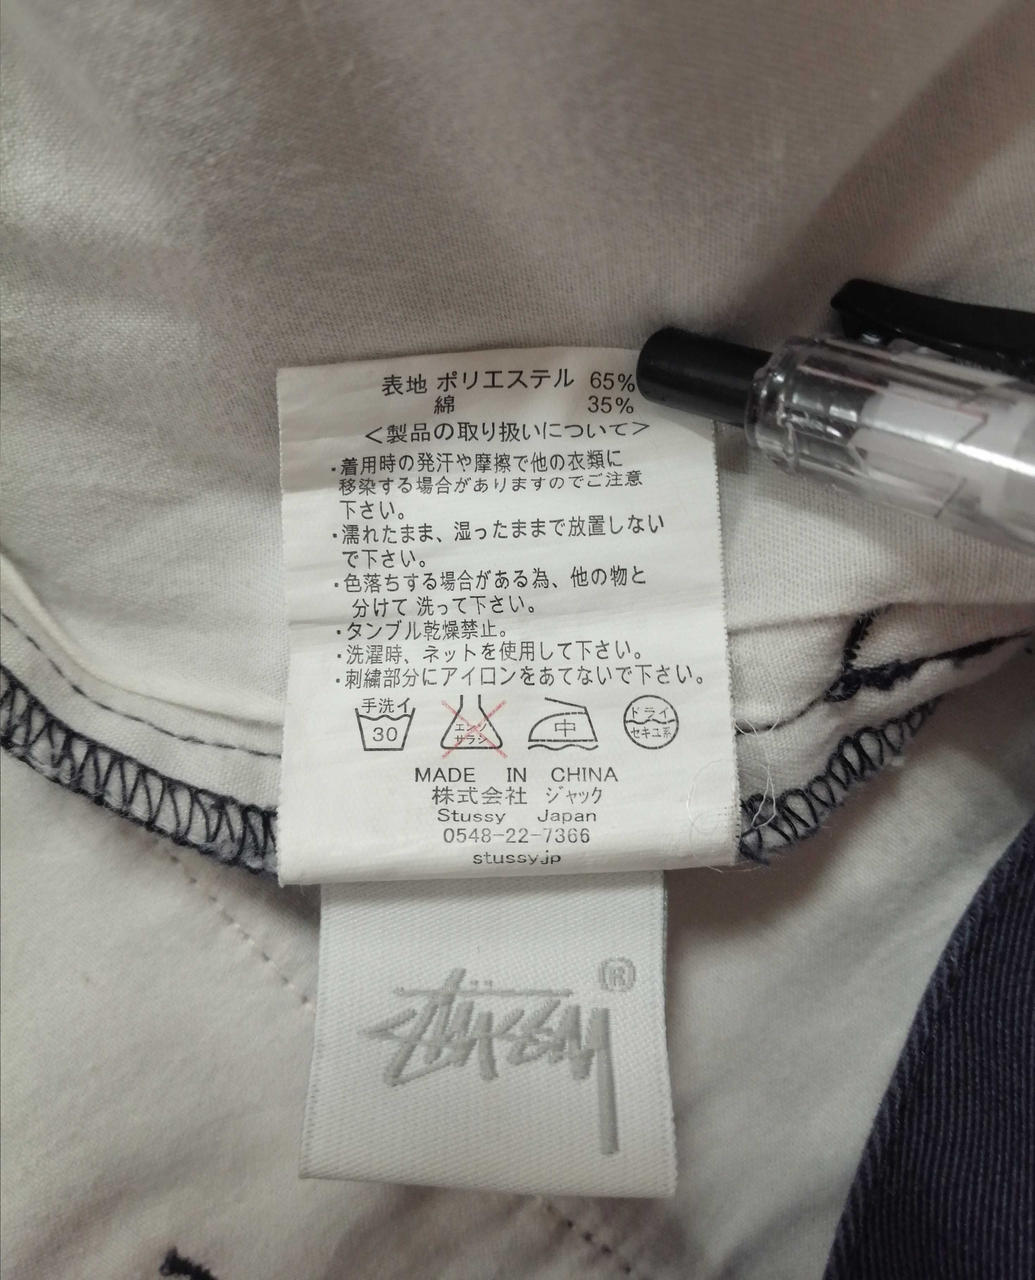 表地 ポリエステル 65%
綿 35%
<製品の取り扱いについて>
・着用時の発汗や摩擦で他の衣類に
移染する場合がありますのでご注意
下さい。
・濡れたまま、湿ったままで放置しない
で下さい。
・色落ちする場合がある為、他の物と
分けて 洗って下さい。
・タンブル乾燥禁止。
・洗濯時、ネットを使用して下さい。
・刺繍部分にアイロンをあてないで下さい。
手洗イ
30
エンソ
サラシ
中
ドライ
セキユ系
MADE IN CHINA
株式会社 ジャック
Stussy Japan
0548-22-7366
stussy.jp
Stüssy ®